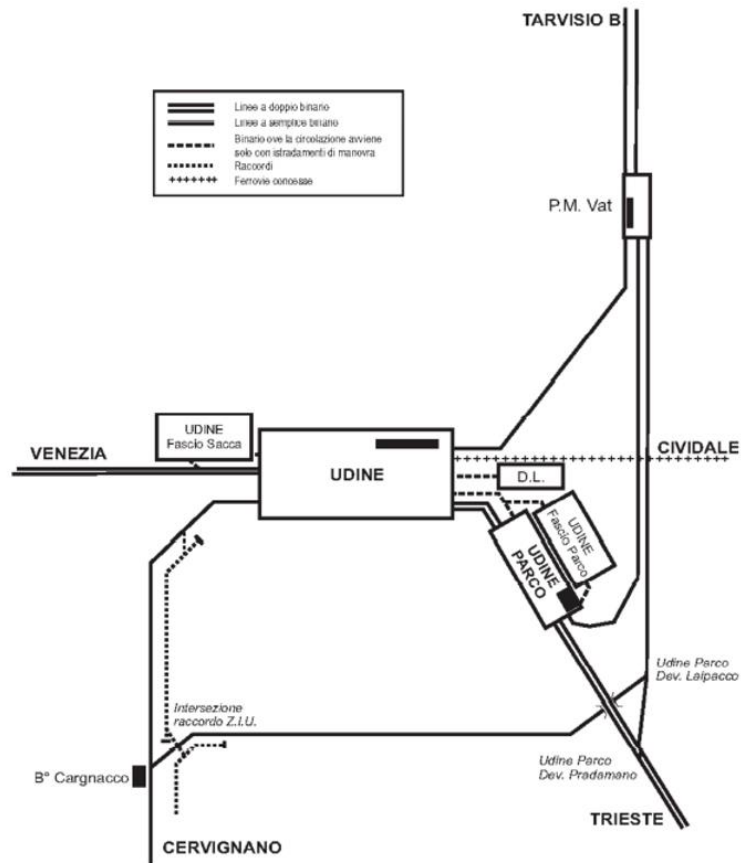 TARVISIO B.
Linee a doppio binario
Linee a semplice binario
Binario ove la circolazione avviene
solo con istradamenti di manovra
Raccordi
Ferrovie concesse
P.M. Vat
UDINE
Fascio Sacca
VENEZIA
UDINE
CIVIDALE
D.L.
UDINE
Fascio Parco
UDINE
PARCO
Udine Parco
Dev. Laipacco
Intersezione
raccordo Z.I.U.
Udine Parco
Dev. Pradamano
B° Cargnacco
TRIESTE
CERVIGNANO